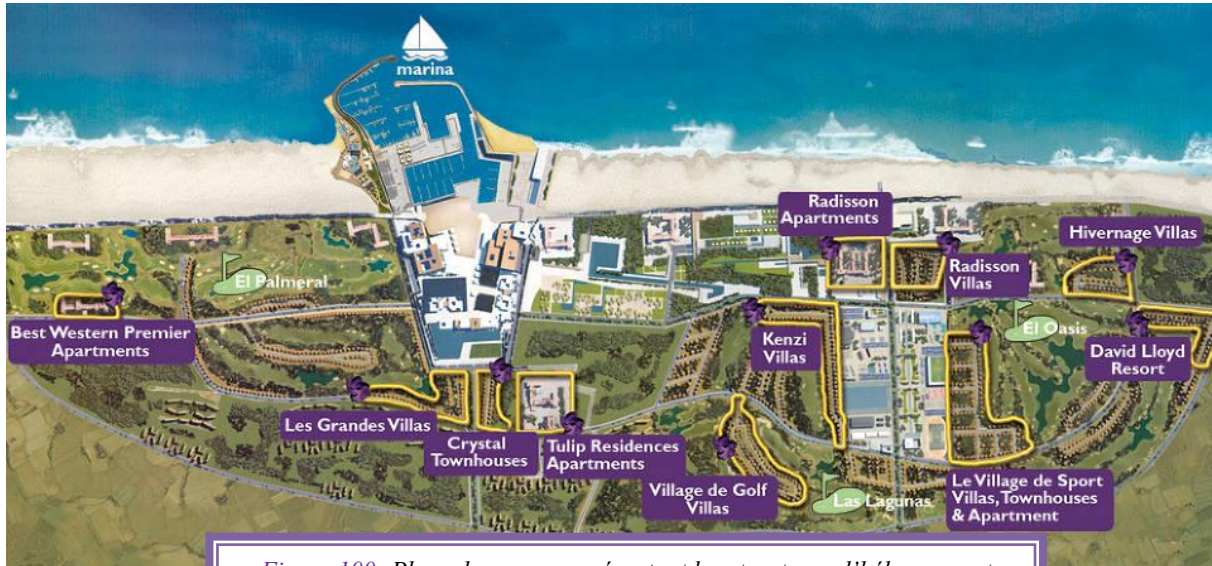 marina
Radisson
Apartments
Hivernage Villas
Radisson
Villas
El Palmeral
Best Western Premier
Apartments
Kenzi
Villas
El Oasis
David Lloyd
Resort
Les Grandes Villas
Crystal
Townhouses
Tulip Residences
Apartments
Village de Golf
Villas
Las Lagunas
Le Village de Sport
Villas, Townhouses
& Apartment